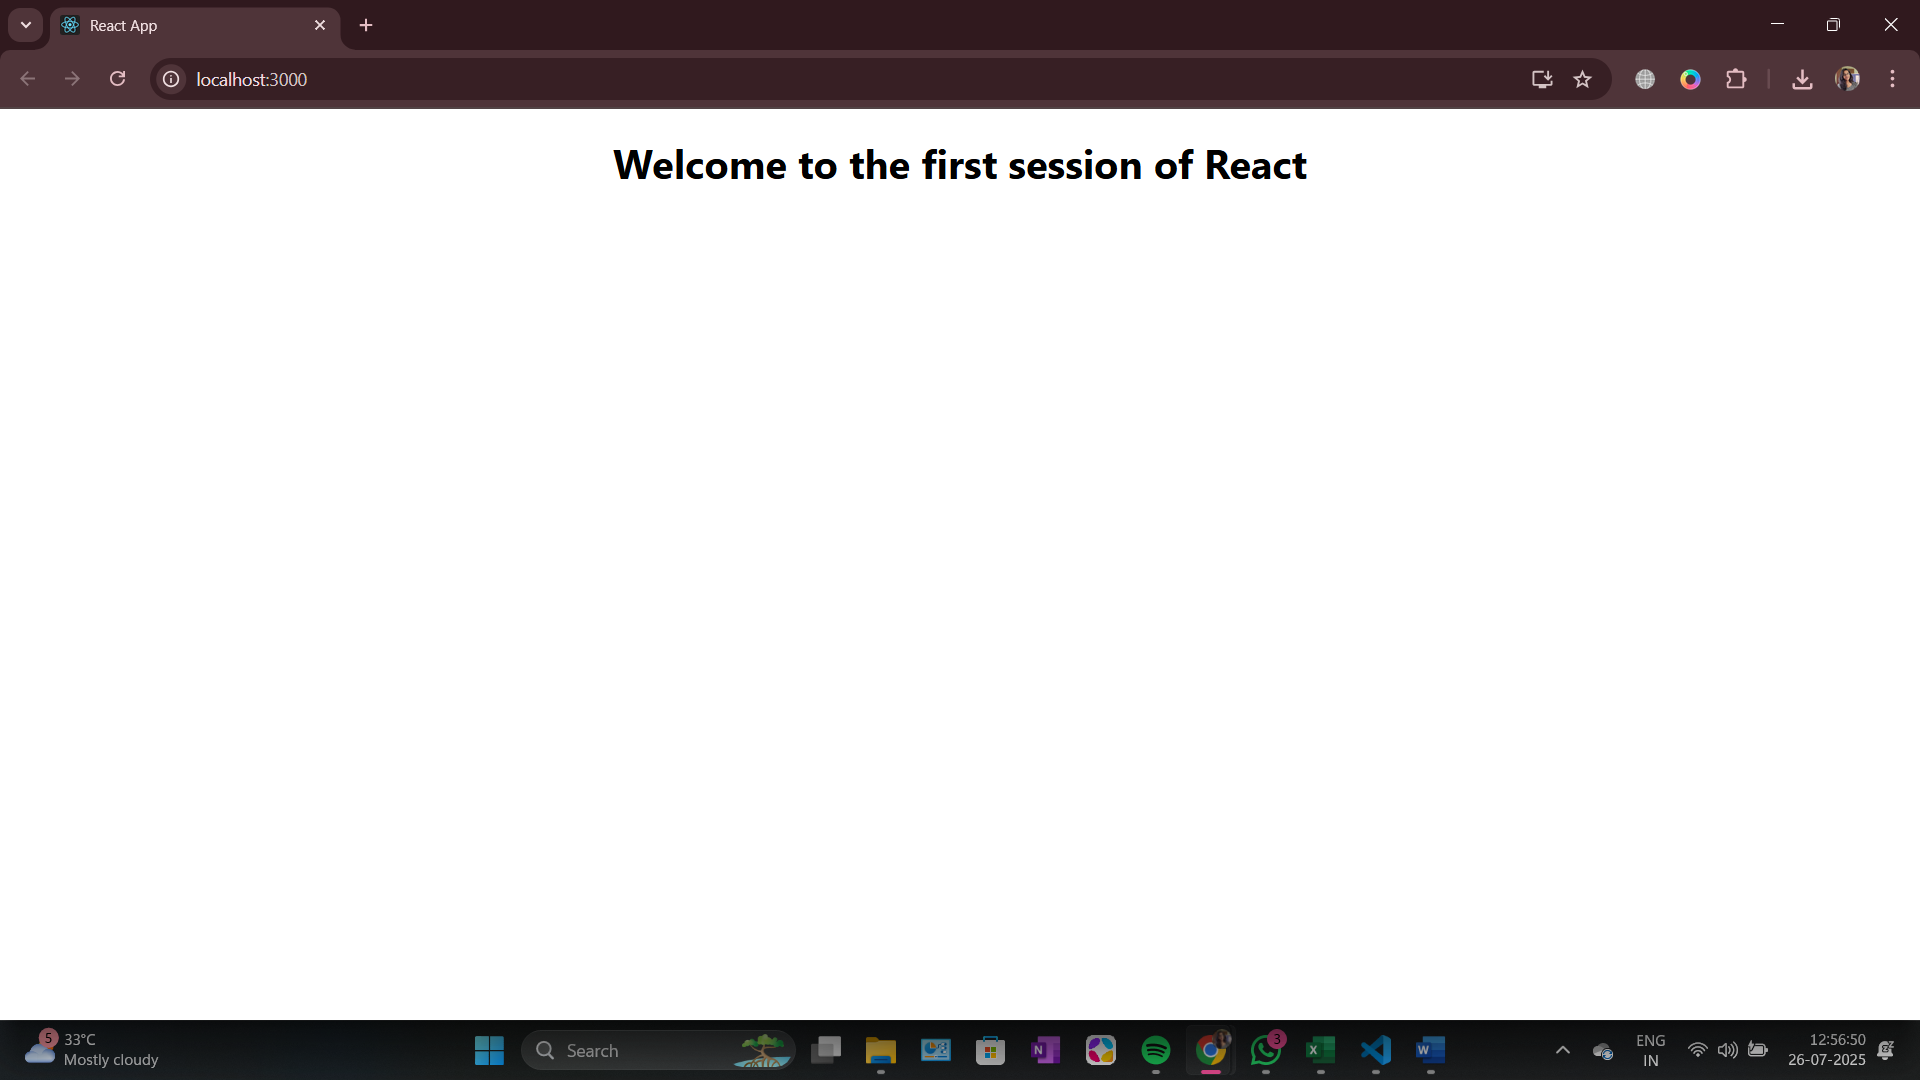 React App
localhost:3000
Welcome to the first session of React
5
33°C
Mostly cloudy
Search
N
3
X
W
ENG
IN
12:56:50
26-07-2025